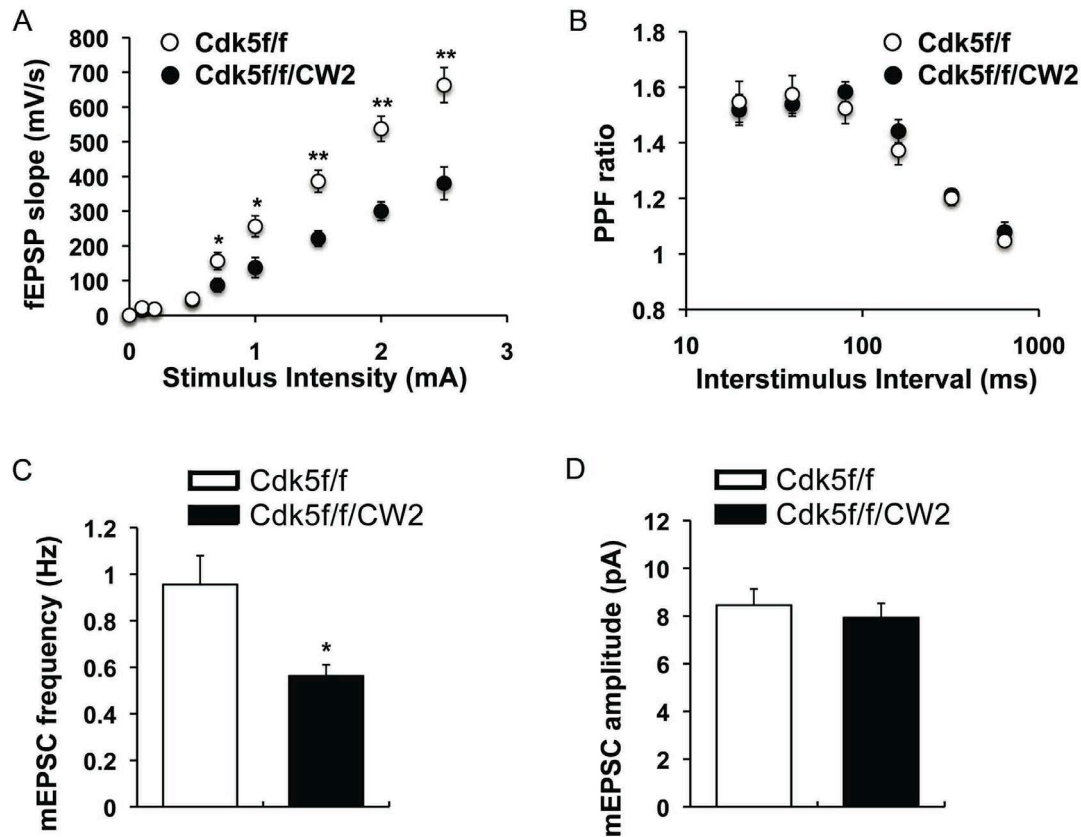 A
Cdk5f/f
Cdk5f/f/CW2
800
700
600
500
400
300
200
100
0
fEPSP slope (mV/s)
*
*
**
**
**
0
1
2
3
Stimulus Intensity (mA)
B
Cdk5f/f
Cdk5f/f/CW2
1.8
1.6
1.4
1.2
1
0.8
PPF ratio
10
100
1000
Interstimulus Interval (ms)
C
Cdk5f/f
Cdk5f/f/CW2
1.2
1
0.8
0.6
0.4
0.2
0
mEPSC frequency (Hz)
*
D
Cdk5f/f
Cdk5f/f/CW2
12
10
8
6
4
2
0
mEPSC amplitude (pA)